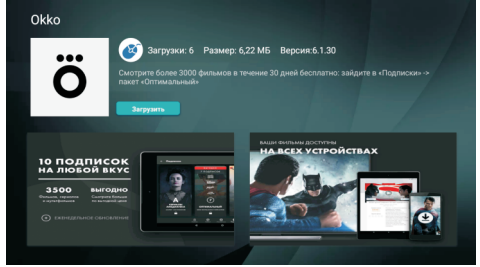 Okko
ö
Загрузки: 6 Размер: 6,22 МБ Версия:6.1.30
Смотрите более 3000 фильмов в течение 30 дней бесплатно: зайдите в «Подписки» ->
пакет «Оптимальный»
Загрузить
10 ПОДПИСОК
НА ЛЮБОЙ ВКУС
3500
ВЫГОДНО
ЕЖЕНЕДЕЛЬНОЕ ОБНОВЛЕНИЕ
ВАШИ ФИЛЬМЫ ДОСТУПНЫ
НА ВСЕХ УСТРОЙСТВАХ